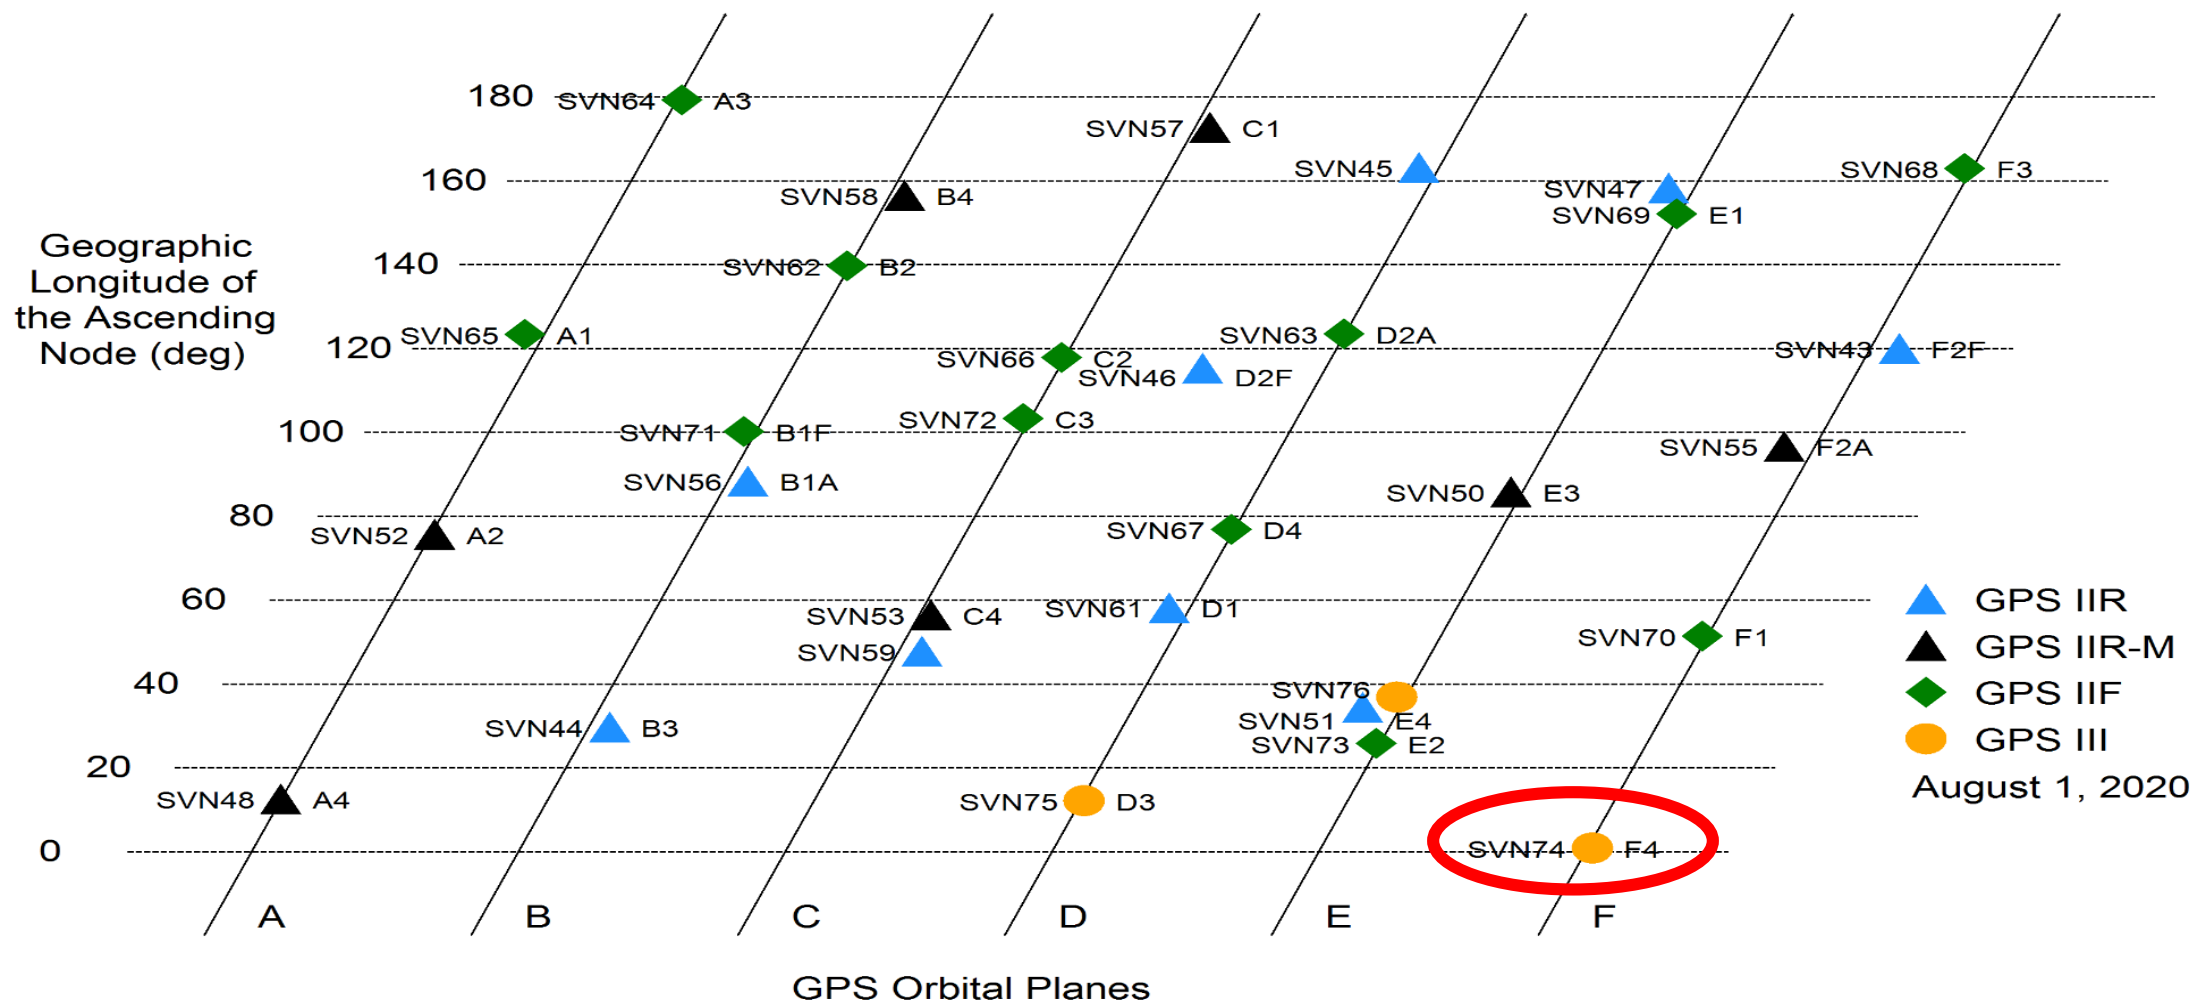 180 SVN64 A3
SVN57 C1
160 SVN45
SVN68 F3
SVN47
SVN58 B4
SVN69 E1
Geographic
Longitude of
the Ascending
Node (deg)
140 SVN62 B2
120 SVN65 A1
SVN63 D2A
SVN43 F2F
SVN66 C2
SVN46 D2F
SVN72 C3
100 SVN71 B1F
SVN55 F2A
SVN56 B1A
SVN50 E3
80
SVN67 D4
SVN52 A2
60
SVN61 D1
SVN53 C4
SVN70 F1
SVN59
40
SVN76
SVN51 E4
SVN44 B3
SVN73 E2
20
SVN48 A4
SVN75 D3
0 SVN74 F4
A B C D E F
GPS Orbital Planes
GPS IIR
GPS IIR-M
GPS IIF
GPS III
August 1, 2020